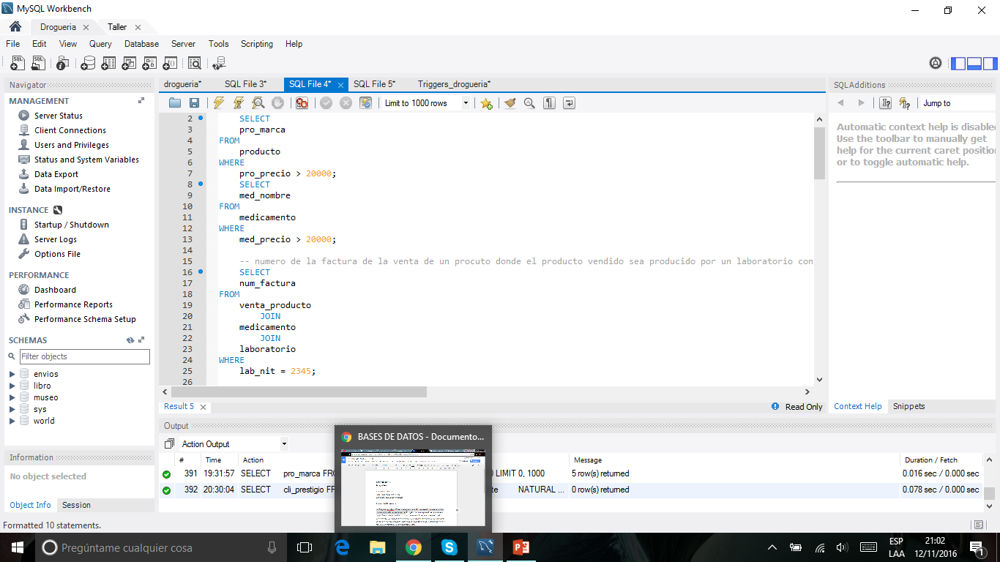 MySQL Workbench
Drogueria
Taller
File Edit View Query Database Server Tools Scripting Help
Navigator
MANAGEMENT
Server Status
Client Connections
Users and Privileges
Status and System Variables
Data Export
Data Import/Restore
INSTANCE
Startup / Shutdown
Server Logs
Options File
PERFORMANCE
Dashboard
Performance Reports
Performance Schema Setup
SCHEMAS
Filter objects
envios
libro
museo
sys
world
Information
No object selected
Object Info Session
Formatted 10 statements.
drogueria* SQL File 3* SQL File 4* SQL File 5* Triggers_drogueria*
Limit to 1000 rows
2 SELECT
3 pro_marca
4 FROM
5 producto
6 WHERE
7 pro_precio > 20000;
8 SELECT
9 med_nombre
10 FROM
11 medicamento
12 WHERE
13 med_precio > 20000;
14
15 -- numero de la factura de la venta de un procuto donde el producto vendido sea producido por un laboratorio con
16 SELECT
17 num_factura
18 FROM
19 venta_producto
20 JOIN
21 medicamento
22 JOIN
23 laboratorio
24 WHERE
25 lab_nit = 2345;
26
Result 5
Read Only
Output
Action Output
# Time Action Message Duration / Fetch
391 19:31:57 SELECT pro_marca FRO LIMIT 0, 1000 5 row(s) returned 0.016 sec / 0.000 sec
392 20:30:04 SELECT cli_prestigio FF te NATURAL ... 0 row(s) returned 0.078 sec / 0.000 sec
BASES DE DATOS - Documento...
SQLAdditions
Jump to
Automatic context help is disabled
Use the toolbar to manually get
help for the current caret position
or to toggle automatic help.
Context Help Snippets
Pregúntame cualquier cosa
ESP
LAA
21:02
12/11/2016
1